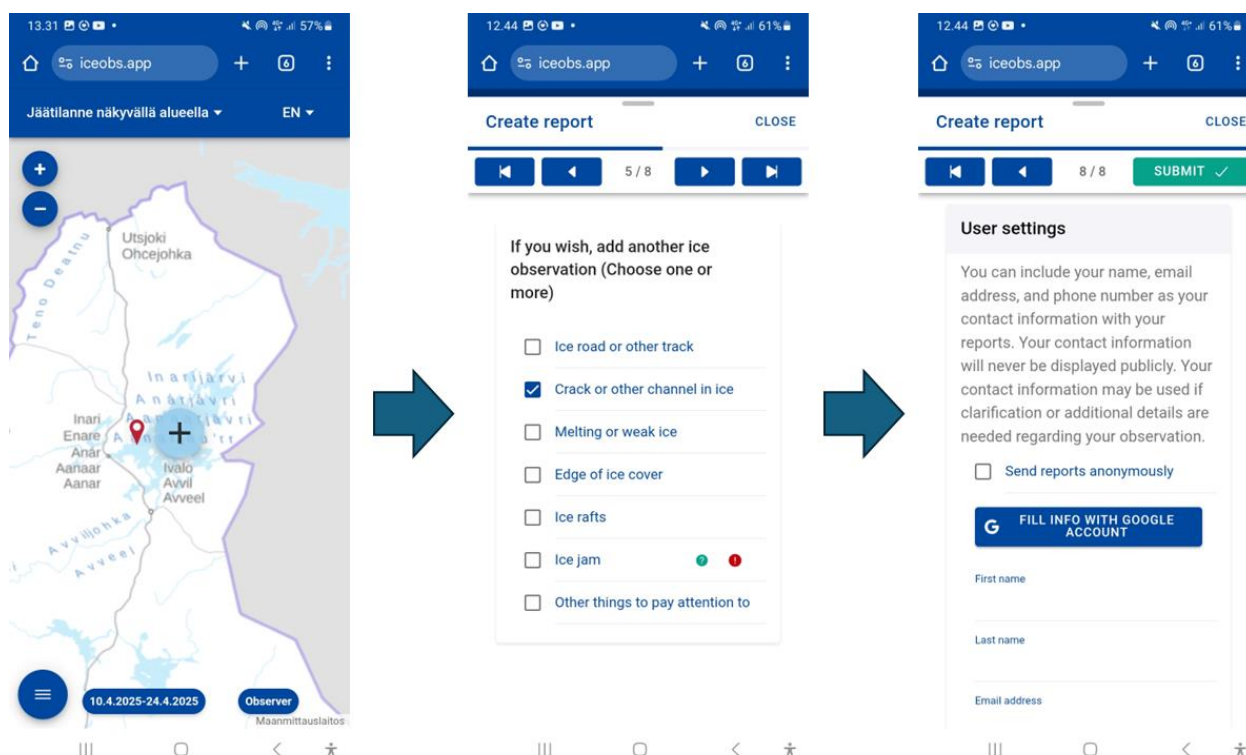 13.31
57%
iceobs.app
6
Jäätilanne näkyvällä alueella
EN
Utsjoki
Ohcejohka
Teno Deatnu
Inarijärvi
Anárjávri
Inari
Enare
Anár
Aanaar
Aanar
Ivalo
Avvil
Avveel
Avviljohka
Avveel
10.4.2025-24.4.2025
Observer
Maanmittauslaitos
12.44
61%
iceobs.app
6
Create report
CLOSE
5 / 8
If you wish, add another ice
observation (Choose one or
more)
Ice road or other track
Crack or other channel in ice
Melting or weak ice
Edge of ice cover
Ice rafts
Ice jam
Other things to pay attention to
12.44
61%
iceobs.app
6
Create report
CLOSE
8 / 8
SUBMIT
User settings
You can include your name, email
address, and phone number as your
contact information with your
reports. Your contact information
will never be displayed publicly. Your
contact information may be used if
clarification or additional details are
needed regarding your observation.
Send reports anonymously
G FILL INFO WITH GOOGLE
ACCOUNT
First name
Last name
Email address